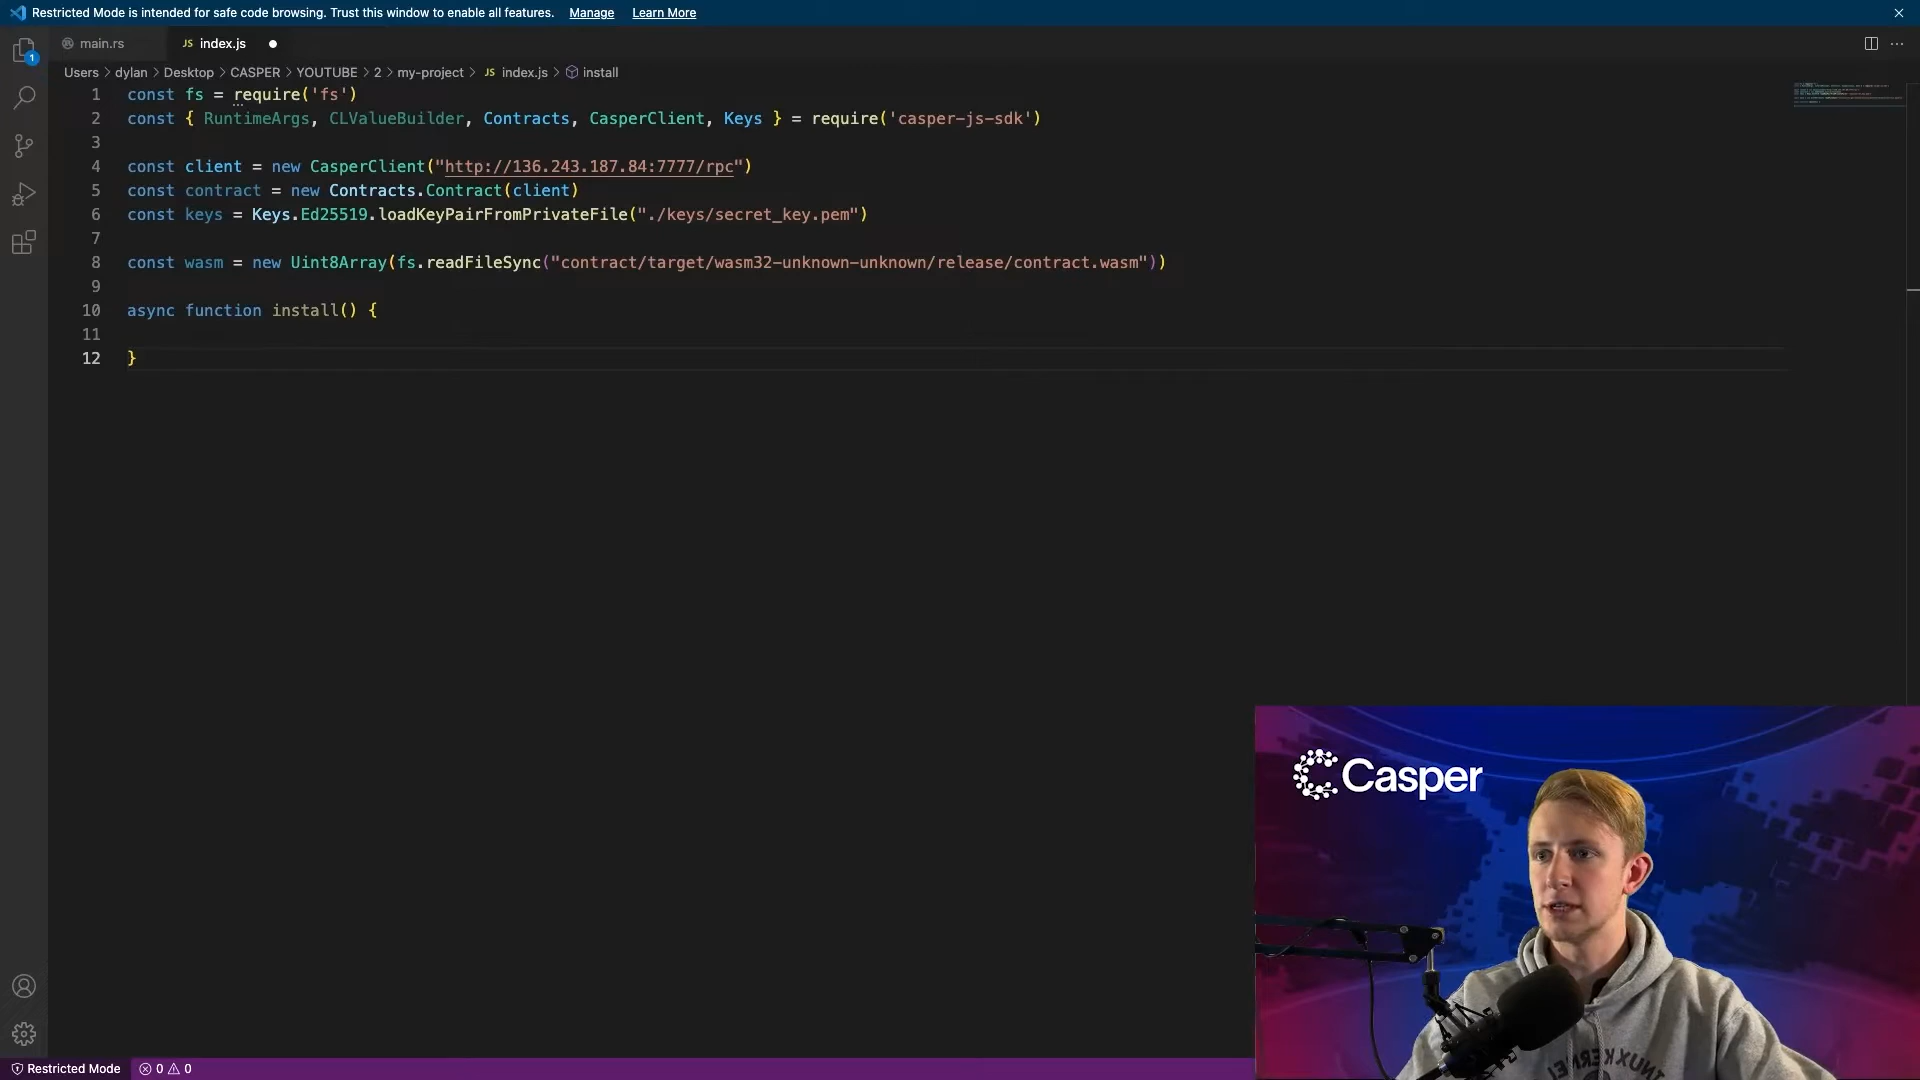 Restricted Mode is intended for safe code browsing. Trust this window to enable all features. Manage Learn More
1
main.rs JS index.js
Users > dylan > Desktop > CASPER > YOUTUBE > 2 > my-project > JS index.js > install
1 const fs = require('fs')
2 const { RuntimeArgs, CLValueBuilder, Contracts, CasperClient, Keys } = require('casper-js-sdk')
3
4 const client = new CasperClient("http://136.243.187.84:7777/rpc")
5 const contract = new Contracts.Contract(client)
6 const keys = Keys.Ed25519.loadKeyPairFromPrivateFile("./keys/secret_key.pem")
7
8 const wasm = new Uint8Array(fs.readFileSync("contract/target/wasm32-unknown-unknown/release/contract.wasm"))
9
10 async function install() {
11
12 }
Casper
Restricted Mode 0 0